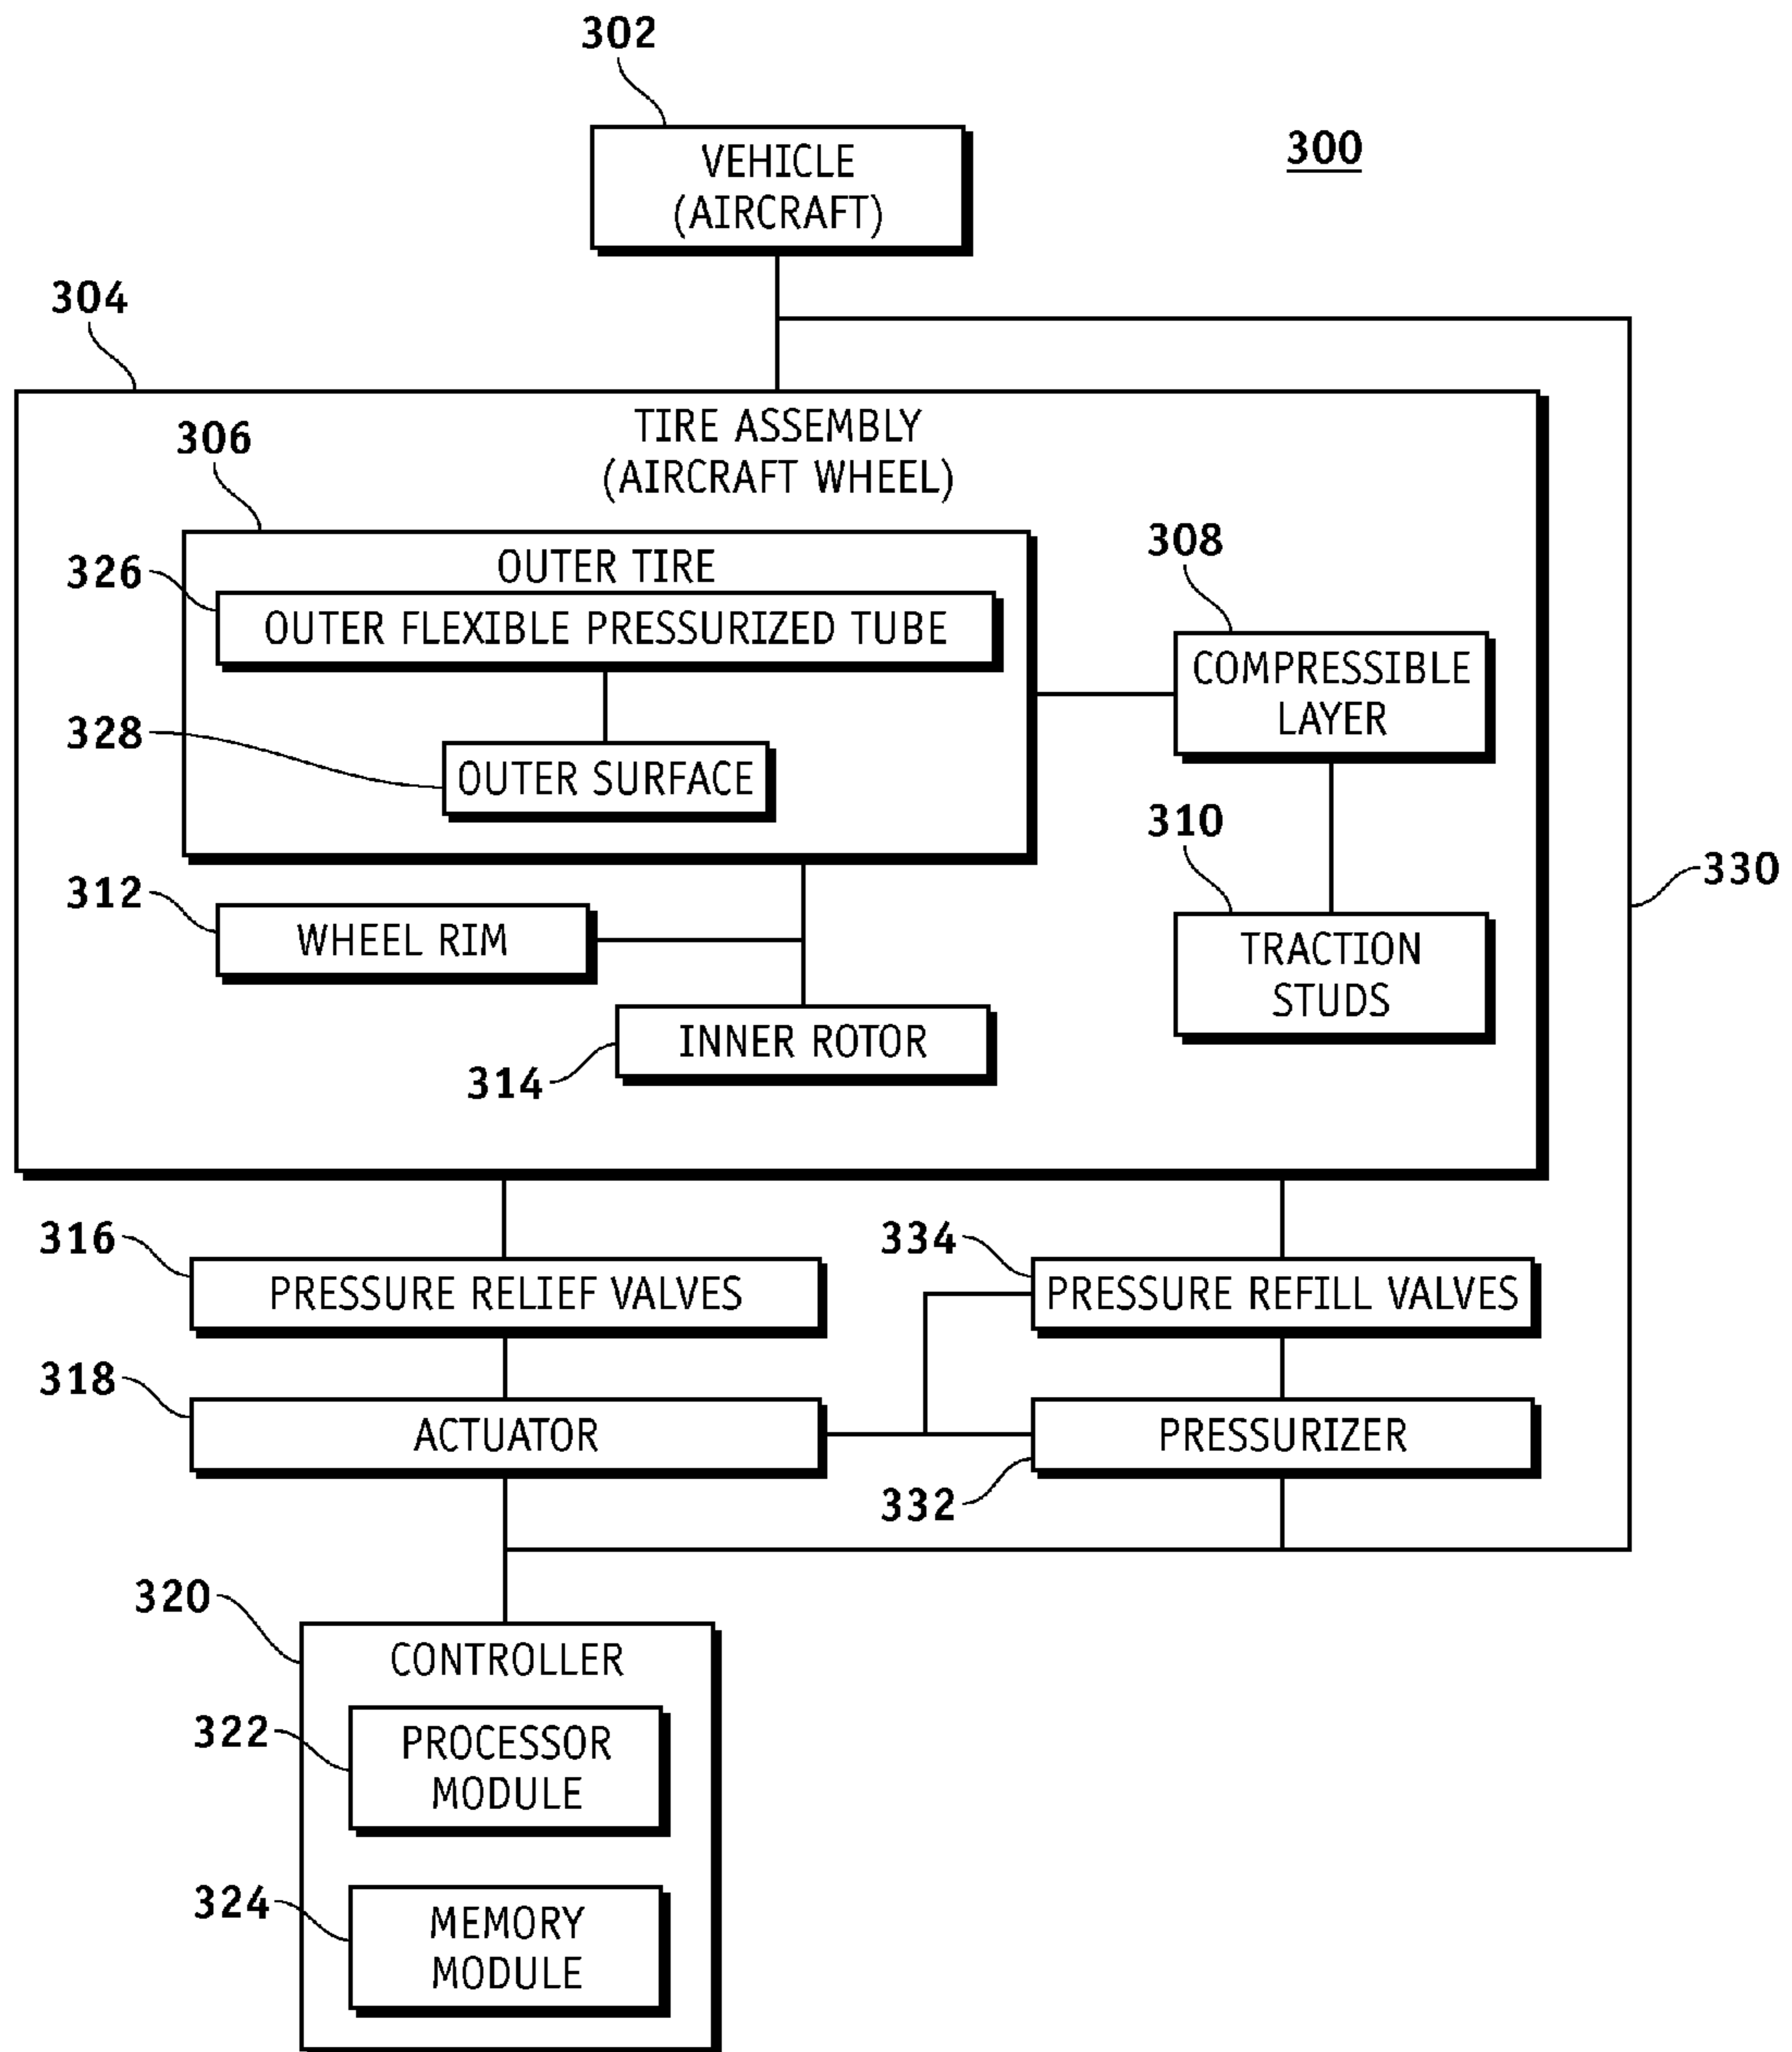 302
VEHICLE
(AIRCRAFT)
300
304
TIRE ASSEMBLY
(AIRCRAFT WHEEL)
306
OUTER TIRE
326
OUTER FLEXIBLE PRESSURIZED TUBE
308
COMPRESSIBLE
LAYER
328
OUTER SURFACE
310
TRACTION
STUDS
330
312
WHEEL RIM
INNER ROTOR
314
316
PRESSURE RELIEF VALVES
334
PRESSURE REFILL VALVES
318
ACTUATOR
PRESSURIZER
332
320
CONTROLLER
322
PROCESSOR
MODULE
324
MEMORY
MODULE